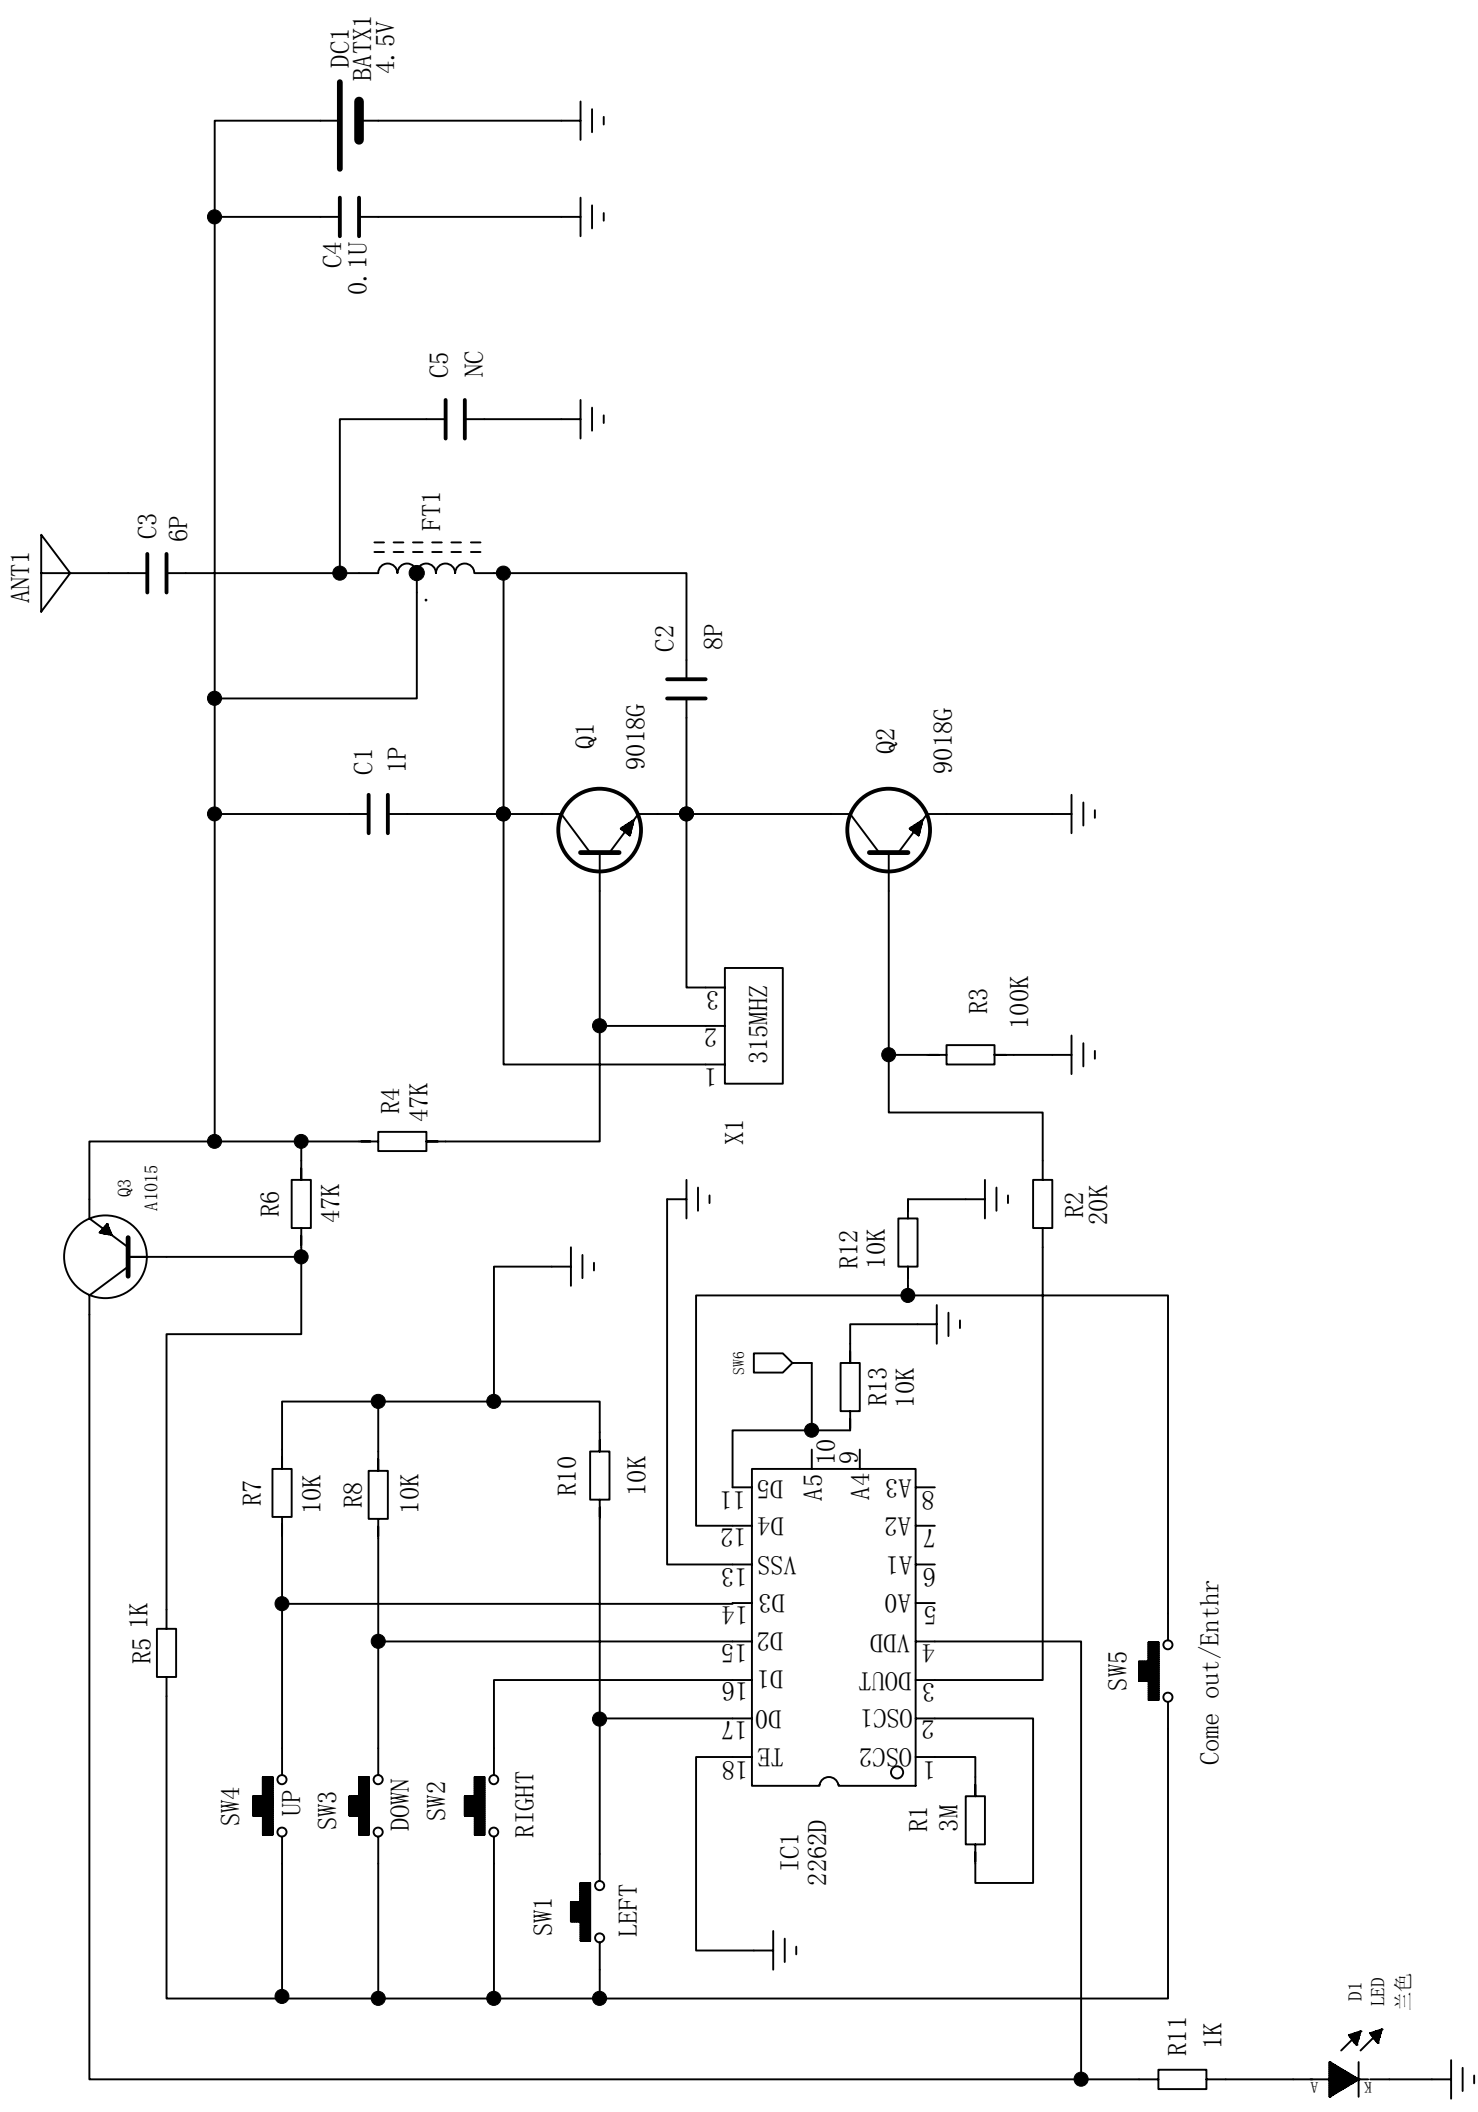 DC1
BATX1
4.5V
C4
0.1U
C5
NC
ANT1
C3
6P
FT1
C2
8P
C1
1P
Q1
9018G
Q2
9018G
3
2
1
315MHZ
X1
R3
100K
R4
47K
Q3
A1015
R6
47K
R2
20K
R12
10K
SW6
R13
10K
R7
10K
R8
10K
R10
10K
R5 1K
11
12
13
14
15
16
17
18
D5
D4
VSS
D3
D2
D1
D0
TE
A5
10
A4
9
A3
A2
A1
A0
VDD
DOUT
OSC1
OSC2
8
7
6
5
4
3
2
1
IC1
2262D
R1
3M
SW4
UP
SW3
DOWN
SW2
RIGHT
SW1
LEFT
SW5
Come out/Enthr
R11
1K
A
K
D1
LED
兰色